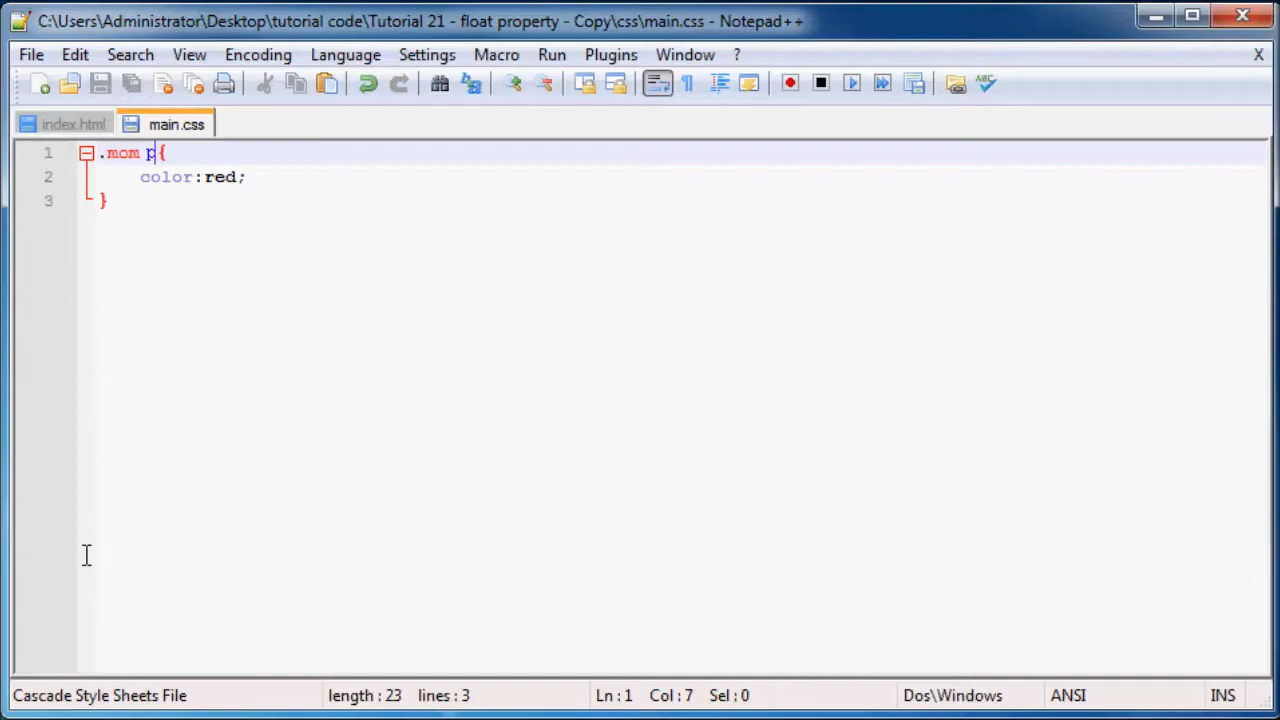 C:\Users\Administrator\Desktop\tutorial code\Tutorial 21 - float property - Copy\css\main.css - Notepad++
File Edit Search View Encoding Language Settings Macro Run Plugins Window ? X
ABC
index.html main.css
1 .mom p{
2 color:red;
3 }
Cascade Style Sheets File length : 23 lines : 3 Ln : 1 Col : 7 Sel : 0 Dos\Windows ANSI INS